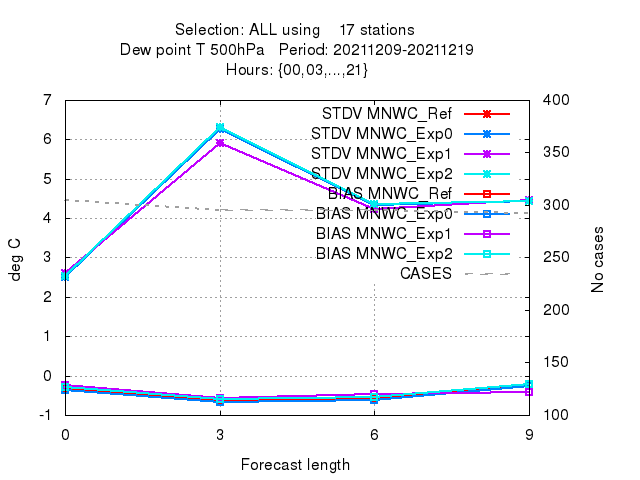 Selection: ALL using    17 stations
Dew point T 500hPa   Period: 20211209-20211219
Hours: {00,03,...,21}
7
6
5
4
3
2
1
0
-1
deg C
STDV MNWC_Ref
STDV MNWC_Exp0
STDV MNWC_Exp1
STDV MNWC_Exp2
BIAS MNWC_Ref
BIAS MNWC_Exp0
BIAS MNWC_Exp1
BIAS MNWC_Exp2
CASES
400
350
300
250
200
150
100
No cases
0 3 6 9
Forecast length